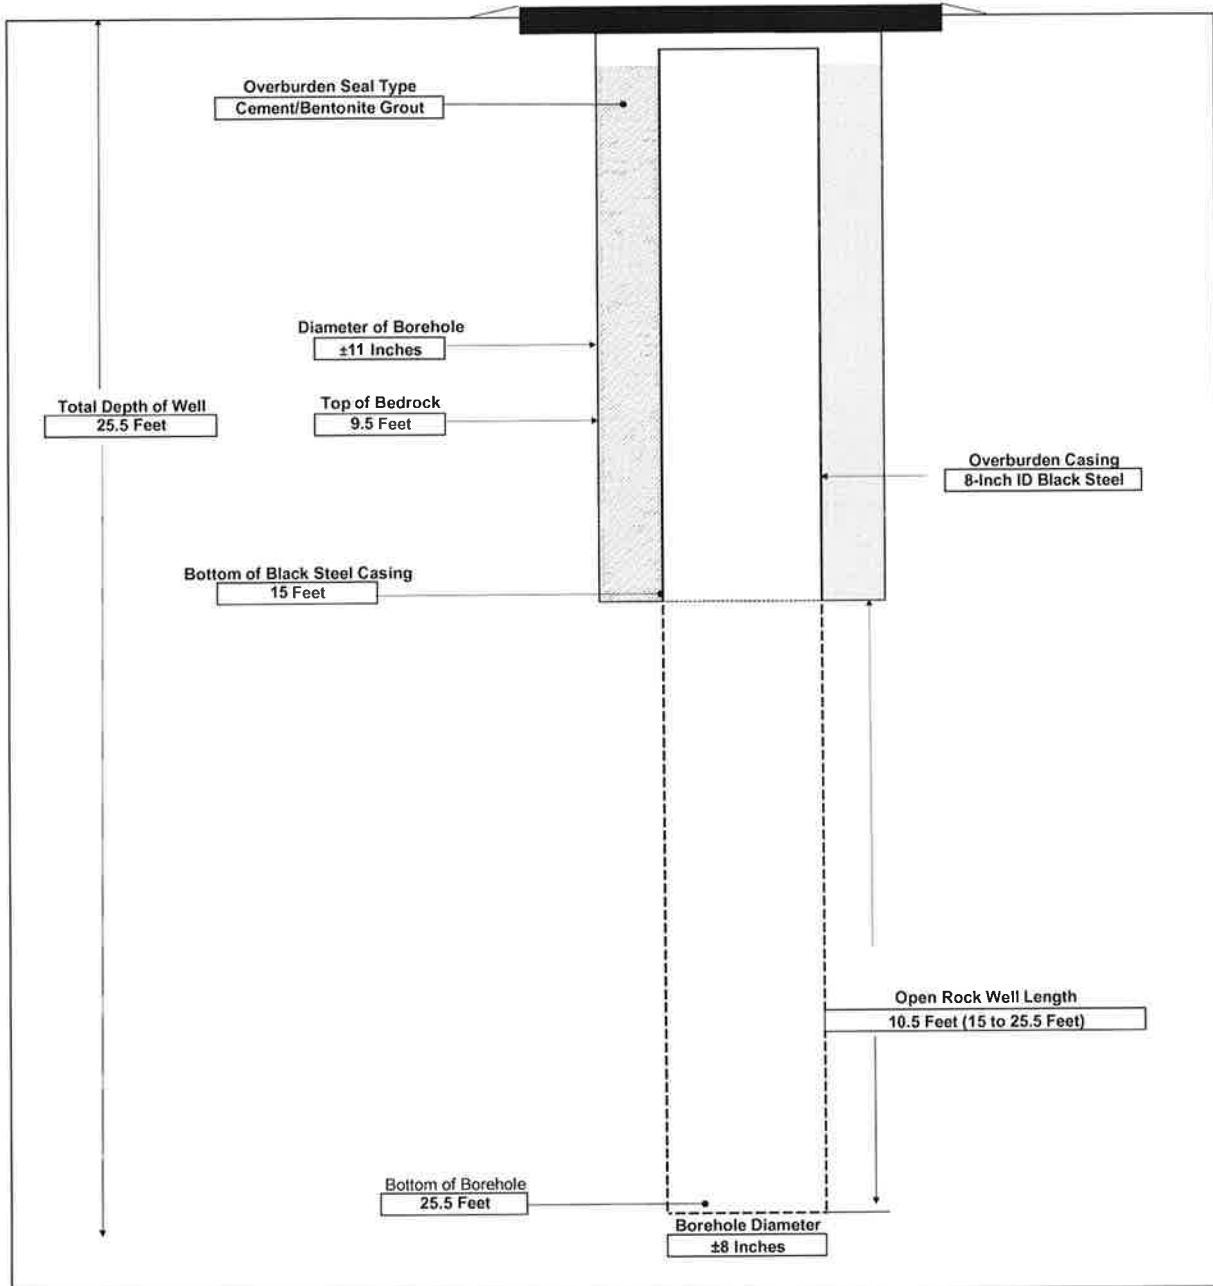 Overburden Seal Type
Cement/Bentonite Grout
Diameter of Borehole
±11 Inches
Total Depth of Well
25.5 Feet
Top of Bedrock
9.5 Feet
Overburden Casing
8-Inch ID Black Steel
Bottom of Black Steel Casing
15 Feet
Open Rock Well Length
10.5 Feet (15 to 25.5 Feet)
Bottom of Borehole
25.5 Feet
Borehole Diameter
±8 Inches